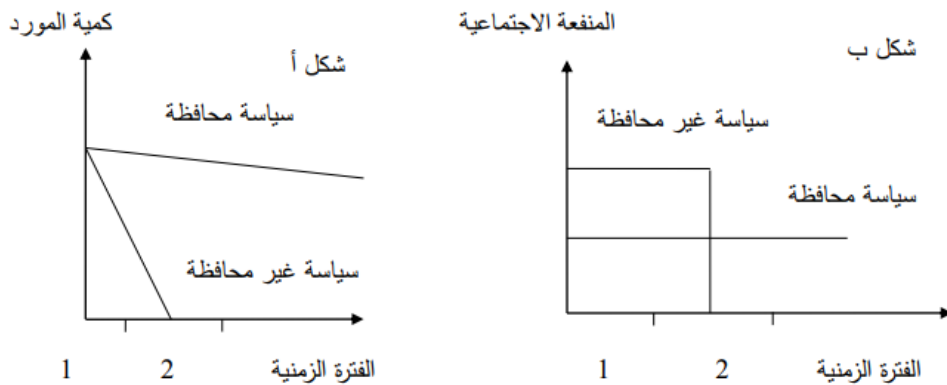 كمية المورد
شكل أ
سياسة محافظة
سياسة غير محافظة
1 2 الفترة الزمنية
المنفعة الاجتماعية
شكل ب
سياسة غير محافظة
سياسة محافظة
1 2 الفترة الزمنية